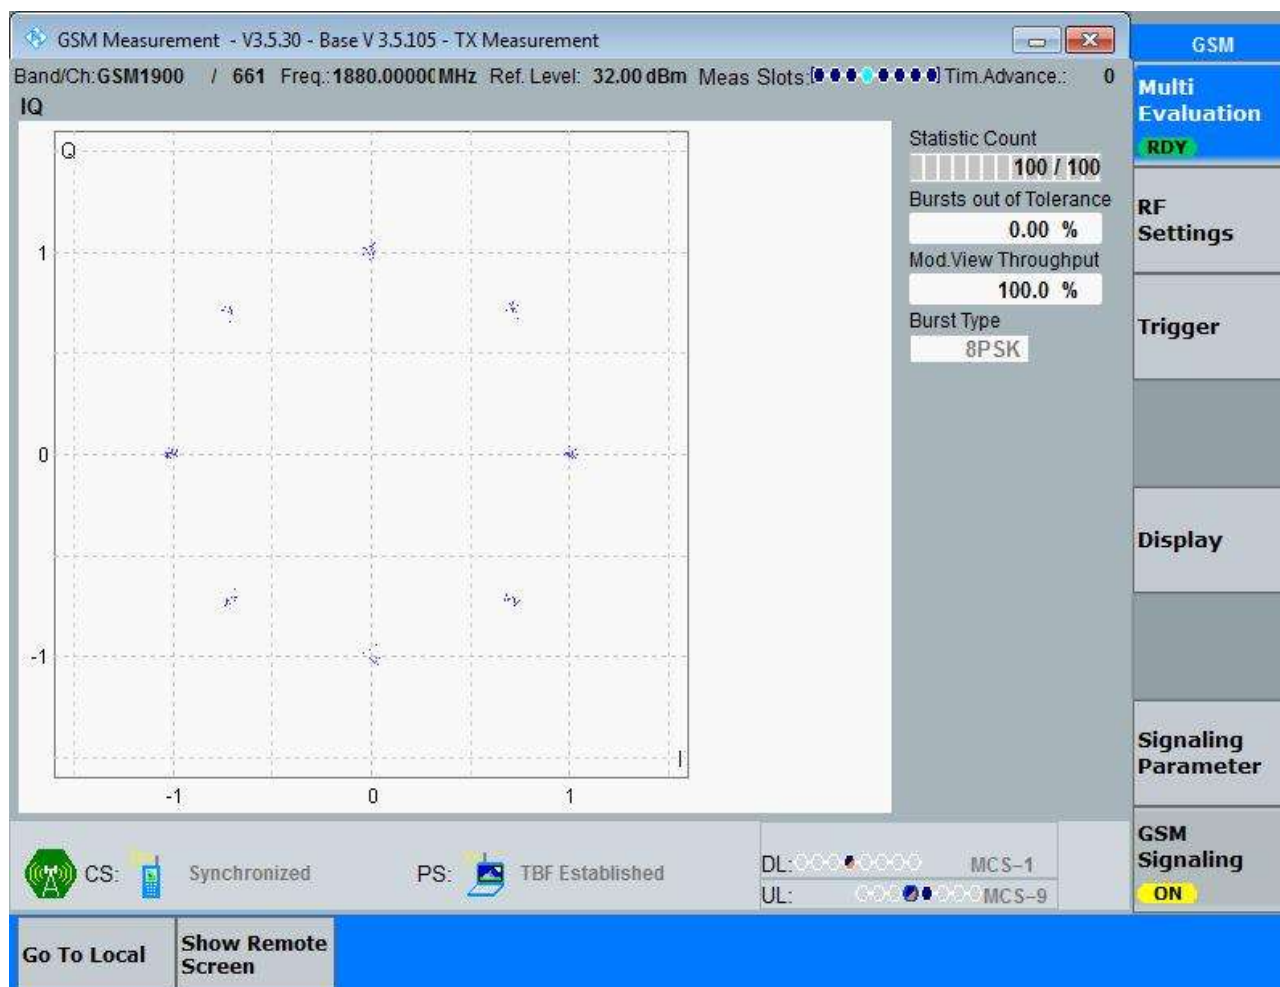 GSM Measurement - V3.5.30 - Base V 3.5.105 - TX Measurement
GSM
Band/Ch:GSM1900 / 661 Freq.:1880.00000 MHz Ref. Level: 32.00 dBm Meas Slots: Tim.Advance.: 0
IQ
Multi
Evaluation
RDY
Q
Statistic Count
100 / 100
Bursts out of Tolerance
0.00 %
Mod.View Throughput
100.0 %
Burst Type
8PSK
RF
Settings
Trigger
1
0
-1
I
-1 0 1
Display
Signaling
Parameter
GSM
Signaling
ON
CS: Synchronized PS: TBF Established
DL: MCS-1
UL: MCS-9
Go To Local
Show Remote
Screen